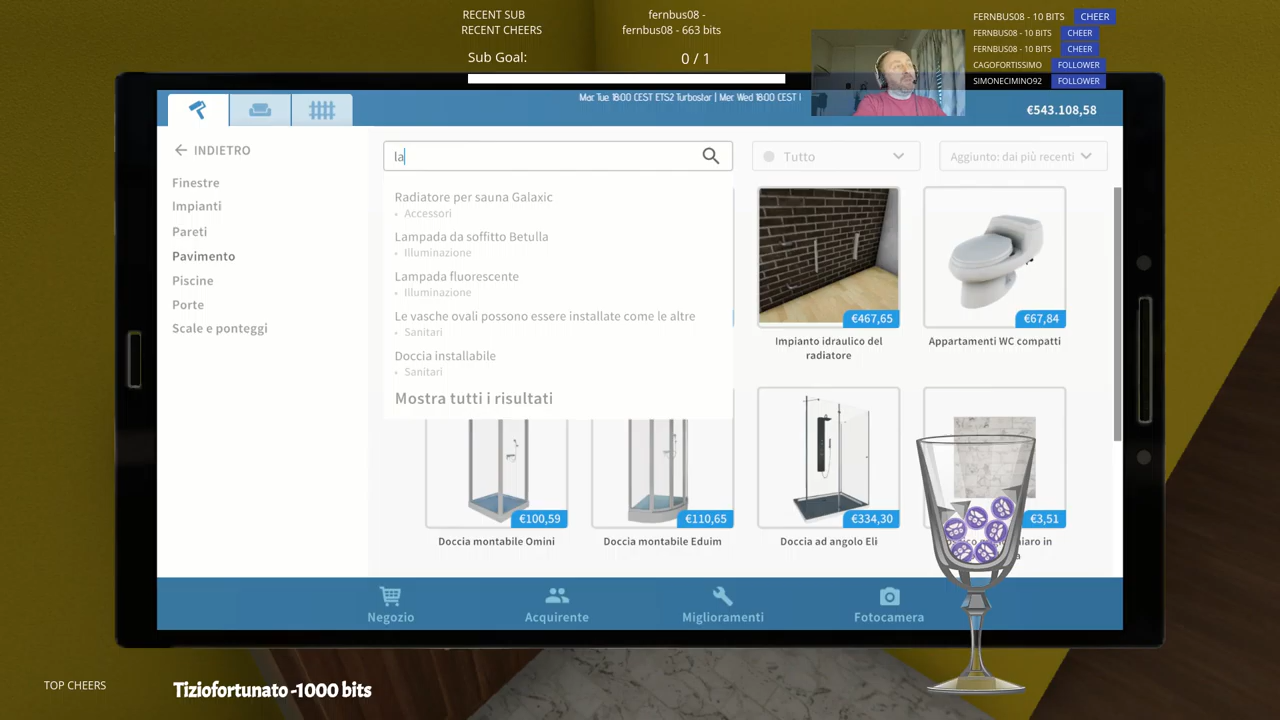 RECENT SUB
fernbus08 -
RECENT CHEERS
fernbus08 - 663 bits
Sub Goal:
0 / 1
FERNBUS08 - 10 BITS CHEER
FERNBUS08 - 10 BITS CHEER
FERNBUS08 - 10 BITS CHEER
CAGOFORTISSIMO FOLLOWER
SIMONECIMINO92 FOLLOWER
Mar Tue 18:00 CEST ETS2 Turbostar | Mer Wed 18:00 CEST |
€543.108,58
INDIETRO
Finestre
Impianti
Pareti
Pavimento
Piscine
Porte
Scale e ponteggi
la
Tutto
Aggiunto: dai più recenti
Radiatore per sauna Galaxic
• Accessori
Lampada da soffitto Betulla
• Illuminazione
Lampada fluorescente
• Illuminazione
Le vasche ovali possono essere installate come le altre
• Sanitari
Doccia installabile
• Sanitari
Mostra tutti i risultati
€467,65
Impianto idraulico del
radiatore
€67,84
Appartamenti WC compatti
€100,59
Doccia montabile Omini
€110,65
Doccia montabile Eduim
€334,30
Doccia ad angolo Eli
€3,51
Negozio
Acquirente
Miglioramenti
Fotocamera
TOP CHEERS
Tiziofortunato -1000 bits